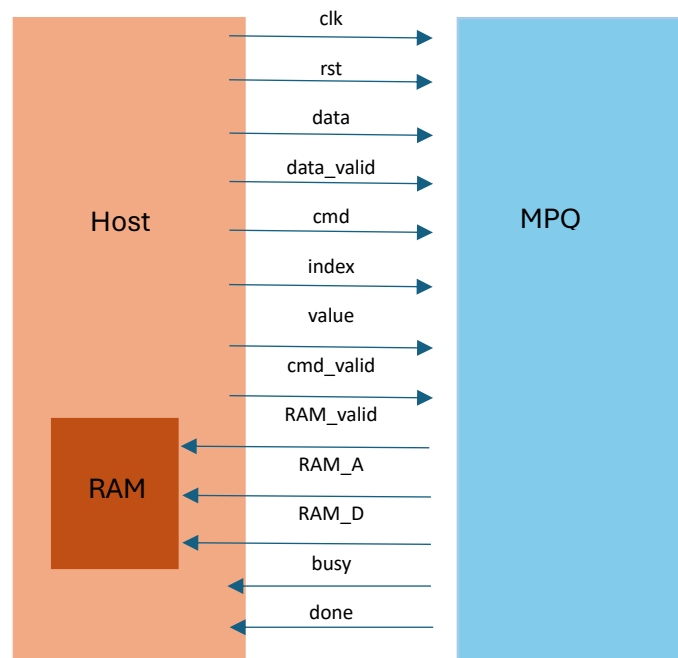 clk
rst
data
data_valid
cmd
Host
MPQ
index
value
cmd_valid
RAM_valid
RAM_A
RAM
RAM_D
busy
done